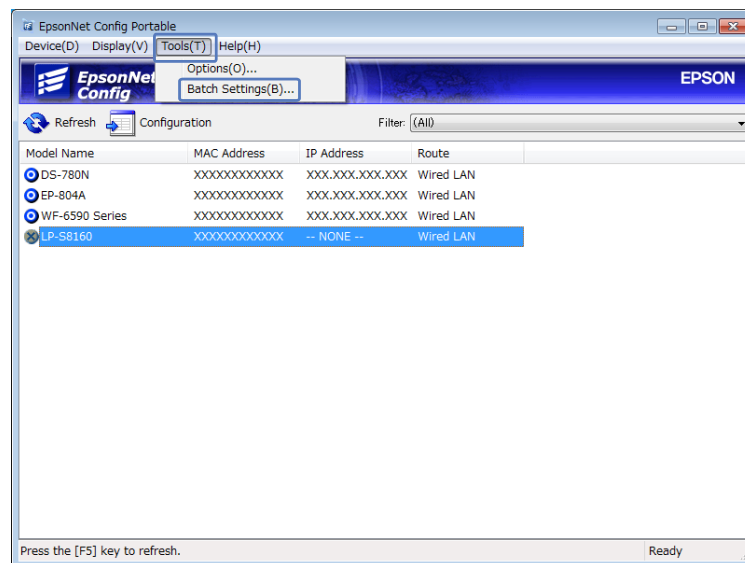 EpsonNet Config Portable
Device(D) Display(V) Tools(T) Help(H)
Options(O)...
Batch Settings(B)...
EpsonNet
Config
EPSON
Refresh Configuration Filter: (All)
Model Name MAC Address IP Address Route
DS-780N XXXXXXXXXXXX XXX.XXX.XXX.XXX Wired LAN
EP-804A XXXXXXXXXXXX XXX.XXX.XXX.XXX Wired LAN
WF-6590 Series XXXXXXXXXXXX XXX.XXX.XXX.XXX Wired LAN
LP-S8160 XXXXXXXXXXXX -- NONE -- Wired LAN
Press the [F5] key to refresh. Ready